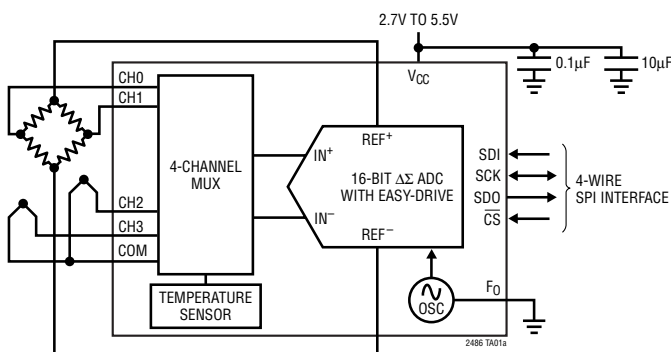 2.7V TO 5.5V
VCC
0.1µF
10µF
CH0
CH1
4-CHANNEL
MUX
IN+
IN−
REF+
16-BIT ΔΣ ADC
WITH EASY-DRIVE
REF−
SDI
SCK
SDO
CS
4-WIRE
SPI INTERFACE
CH2
CH3
COM
TEMPERATURE
SENSOR
OSC
FO
2486 TA01a